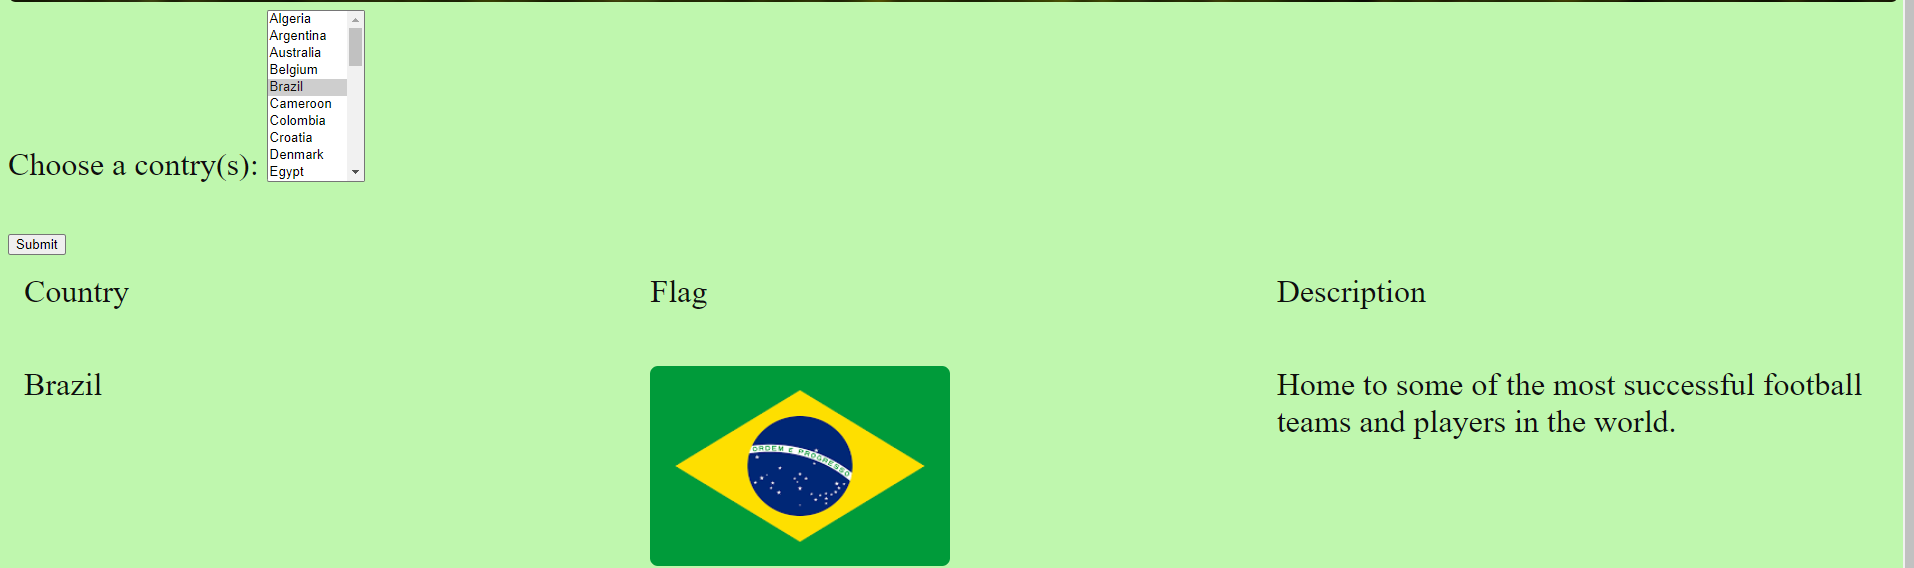 Algeria
Argentina
Australia
Belgium
Brazil
Cameroon
Colombia
Croatia
Denmark
Egypt
Choose a contry(s):
Submit
Country Flag Description
Brazil
ORDEM E PROGRESSO
Home to some of the most successful football
teams and players in the world.